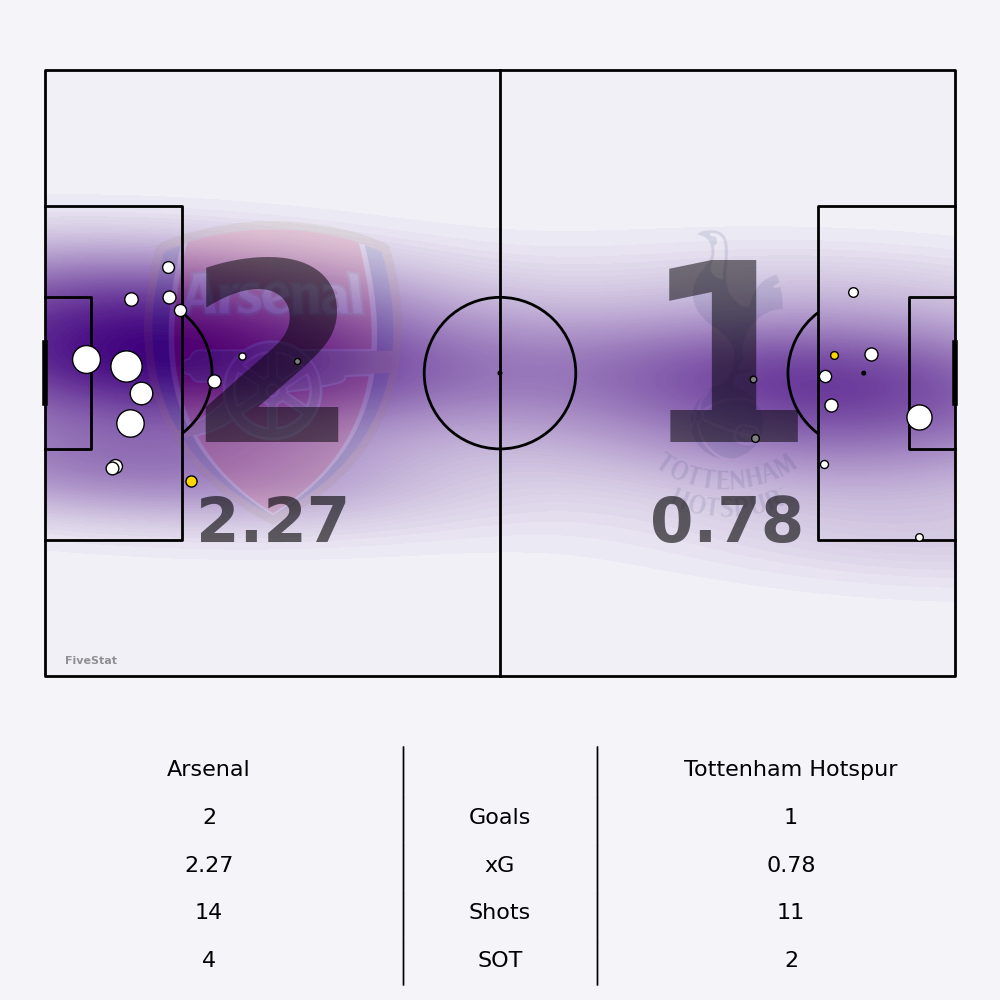 Arsenal
2
1
TOTTENHAM
HOTSPUR
2.27
0.78
FiveStat
Arsenal Tottenham Hotspur
2 Goals 1
2.27 xG 0.78
14 Shots 11
4 SOT 2